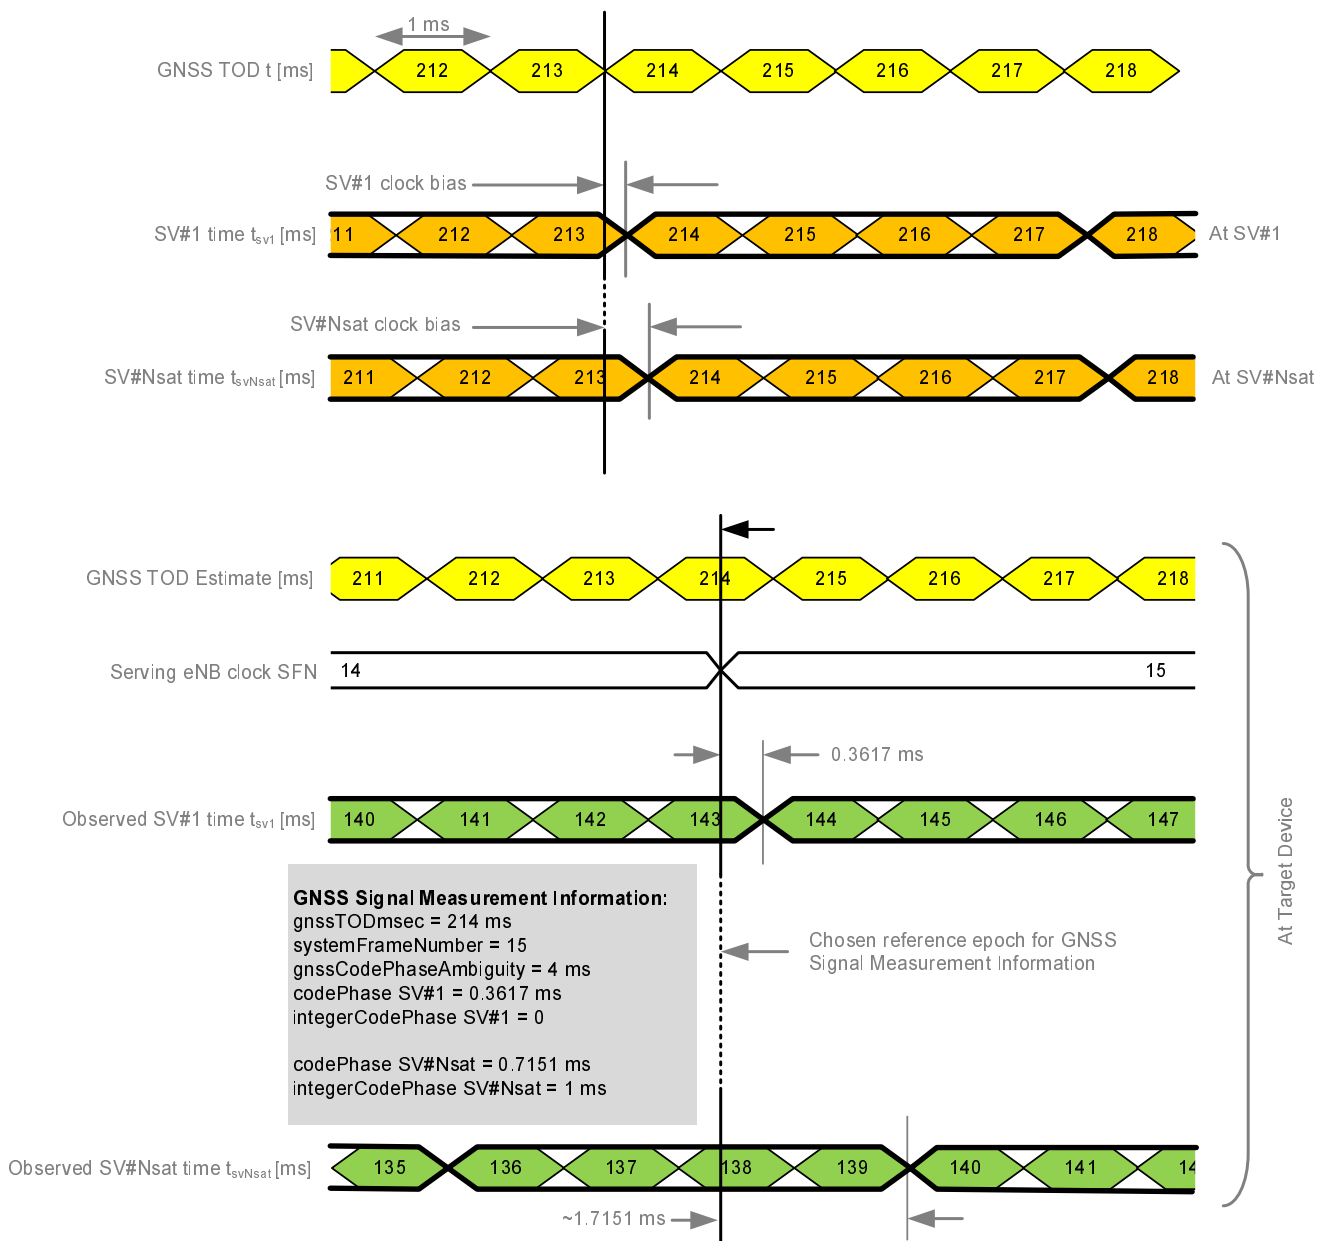 1 ms
GNSS TOD t [ms] 212 213 214 215 216 217 218
SV#1 clock bias
SV#1 time tsv1 [ms] 11 212 213 214 215 216 217 218 At SV#1
SV#Nsat clock bias
SV#Nsat time tsvNsat [ms] 211 212 213 214 215 216 217 218 At SV#Nsat
GNSS TOD Estimate [ms] 211 212 213 214 215 216 217 218
Serving eNB clock SFN 14 15
0.3617 ms
Observed SV#1 time tsv1 [ms] 140 141 142 143 144 145 146 147
At Target Device
GNSS Signal Measurement Information:
gnssTODmsec = 214 ms
systemFrameNumber = 15
gnssCodePhaseAmbiguity = 4 ms
codePhase SV#1 = 0.3617 ms
integerCodePhase SV#1 = 0
codePhase SV#Nsat = 0.7151 ms
integerCodePhase SV#Nsat = 1 ms
Chosen reference epoch for GNSS
Signal Measurement Information
Observed SV#Nsat time tsvNsat [ms] 135 136 137 138 139 140 141 14
~1.7151 ms